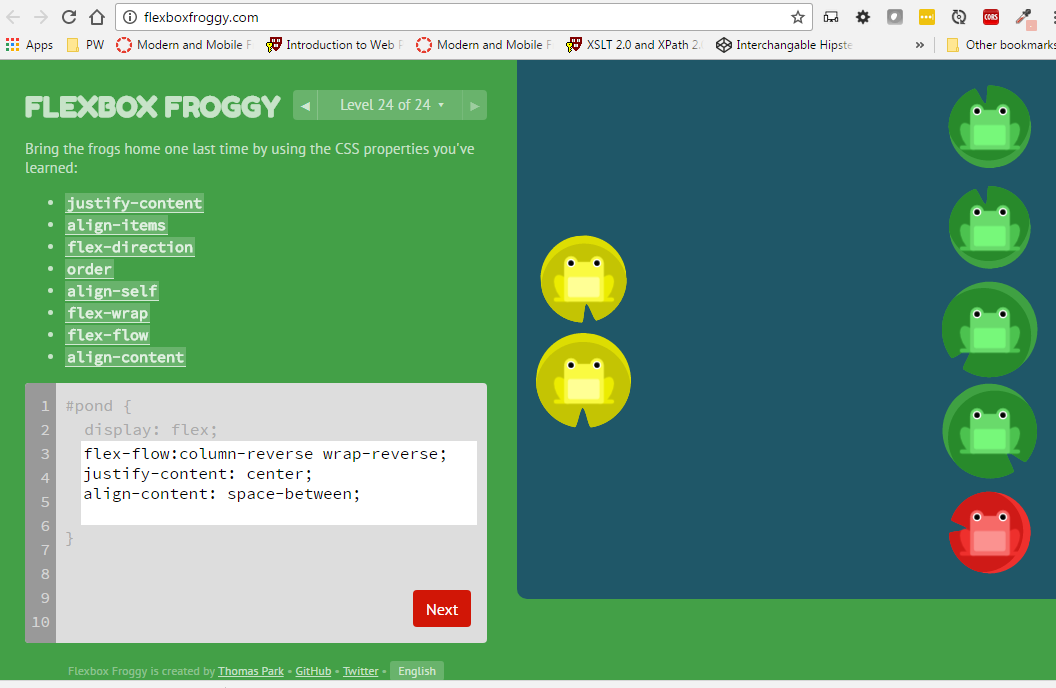 flexboxfroggy.com
CORS
Apps
PW
Modern and Mobile F
Introduction to Web F
Modern and Mobile F
XSLT 2.0 and XPath 2.
Interchangable Hipste
»
Other bookmarks
FLEXBOX FROGGY
◀ Level 24 of 24 ▼ ▶
Bring the frogs home one last time by using the CSS properties you've
learned:
• justify-content
• align-items
• flex-direction
• order
• align-self
• flex-wrap
• flex-flow
• align-content
1 #pond {
2 display: flex;
3 flex-flow:column-reverse wrap-reverse;
4 justify-content: center;
5 align-content: space-between;
6
7 }
8
9
10
Next
Flexbox Froggy is created by Thomas Park • GitHub • Twitter • English